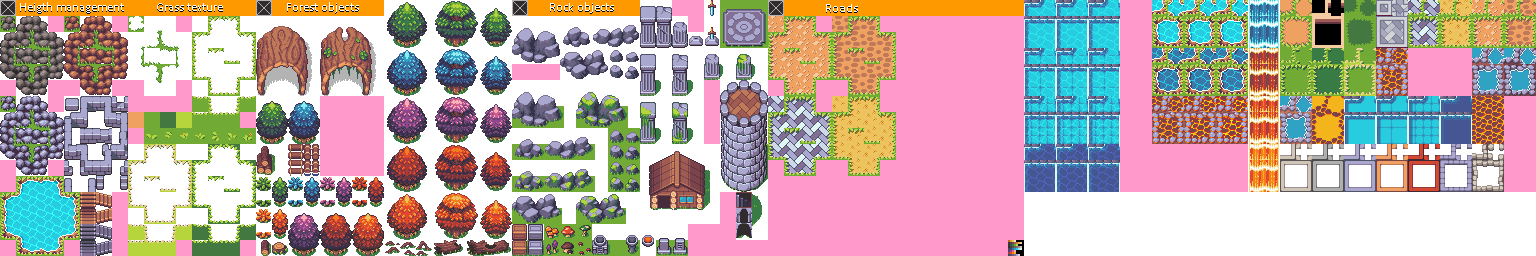 Heigth management
Grass texture
Forest objects
Rock objects
Roads